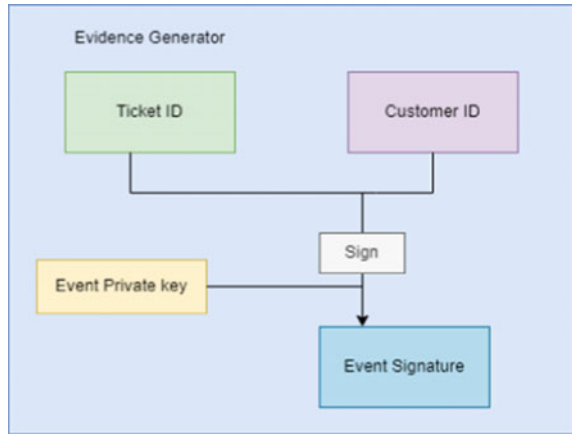 Evidence Generator
Ticket ID
Customer ID
Sign
Event Private key
Event Signature